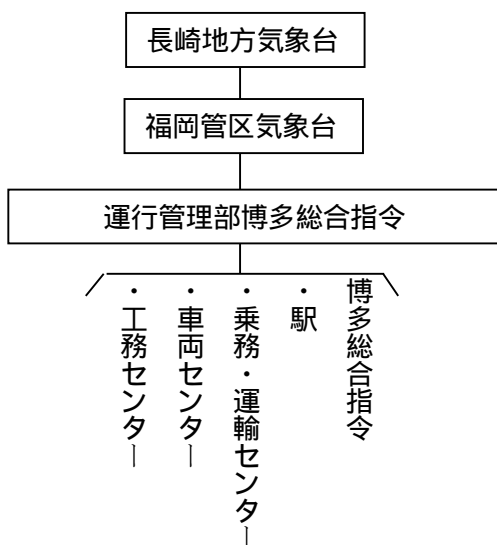 長崎地方気象台
福岡管区気象台
運行管理部博多総合指令
博多総合指令
・駅
・乗務・運輸センター
・車両センター
・工務センター